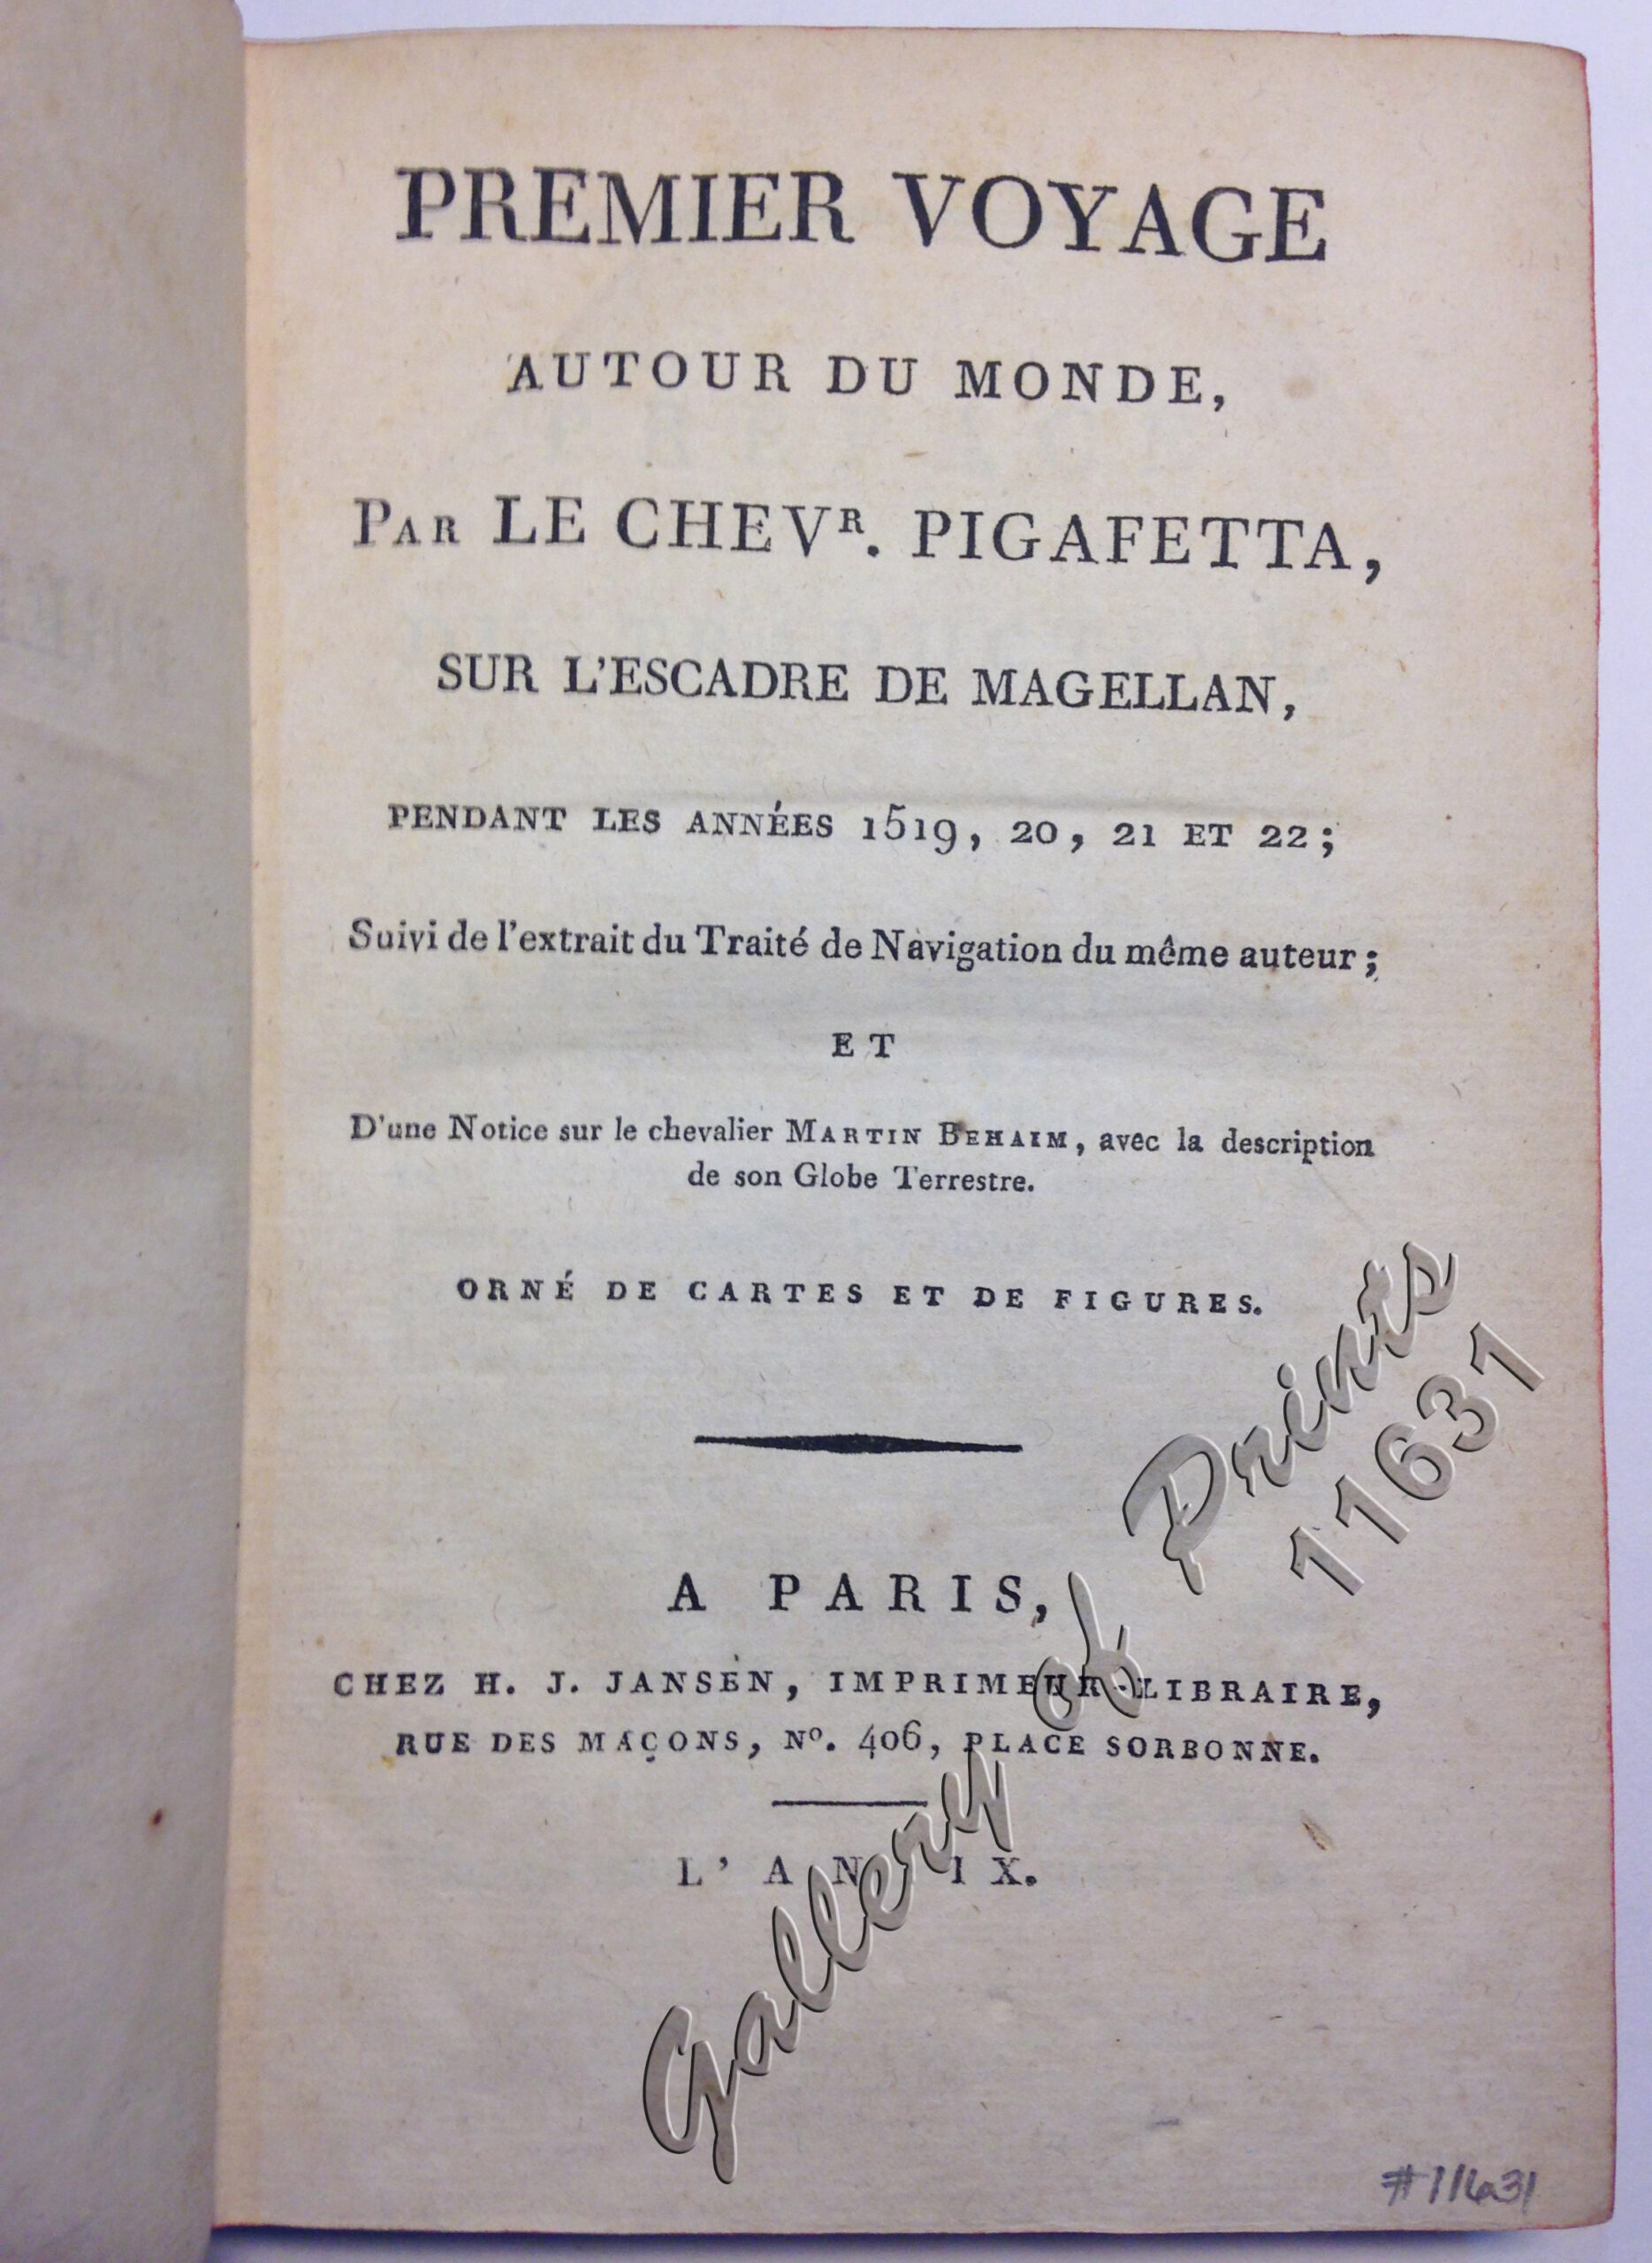 PREMIER VOYAGE
AUTOUR DU MONDE,
PAR LE CHEVR. PIGAFETTA,
SUR L'ESCADRE DE MAGELLAN,
PENDANT LES ANNÉES 1519, 20, 21 ET 22;
Suivi de l'extrait du Traité de Navigation du même auteur;
ET
D'une Notice sur le chevalier MARTIN BEHAIM, avec la description
de son Globe Terrestre.
ORNÉ DE CARTES ET DE FIGURES.
A PARIS,
CHEZ H. J. JANSEN, IMPRIMEUR-LIBRAIRE,
RUE DES MAÇONS, No. 406, PLACE SORBONNE.
L'AN IX.
Gallery of Prints
11631
#11631